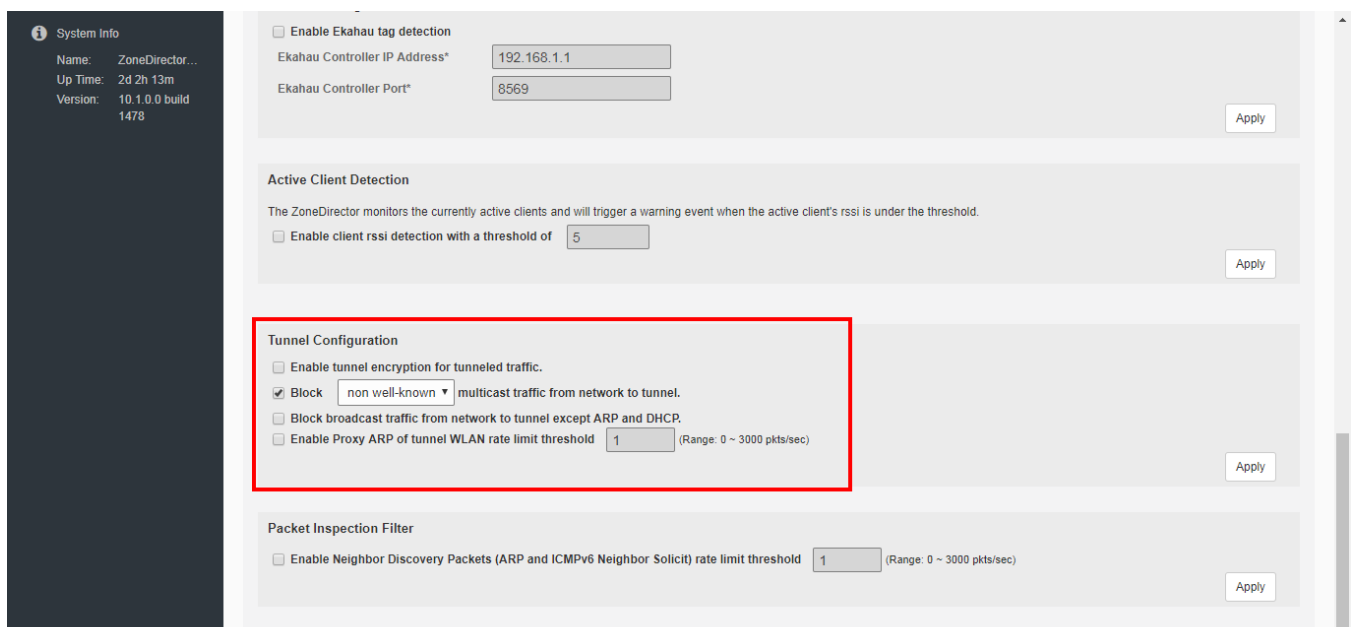 System Info
Name: ZoneDirector...
Up Time: 2d 2h 13m
Version: 10.1.0.0 build
1478
Enable Ekahau tag detection
Ekahau Controller IP Address* 192.168.1.1
Ekahau Controller Port* 8569
Apply
Active Client Detection
The ZoneDirector monitors the currently active clients and will trigger a warning event when the active client's rssi is under the threshold.
Enable client rssi detection with a threshold of 5
Apply
Tunnel Configuration
Enable tunnel encryption for tunneled traffic.
Block non well-known multicast traffic from network to tunnel.
Block broadcast traffic from network to tunnel except ARP and DHCP.
Enable Proxy ARP of tunnel WLAN rate limit threshold 1 (Range: 0 ~ 3000 pkts/sec)
Apply
Packet Inspection Filter
Enable Neighbor Discovery Packets (ARP and ICMPv6 Neighbor Solicit) rate limit threshold 1 (Range: 0 ~ 3000 pkts/sec)
Apply